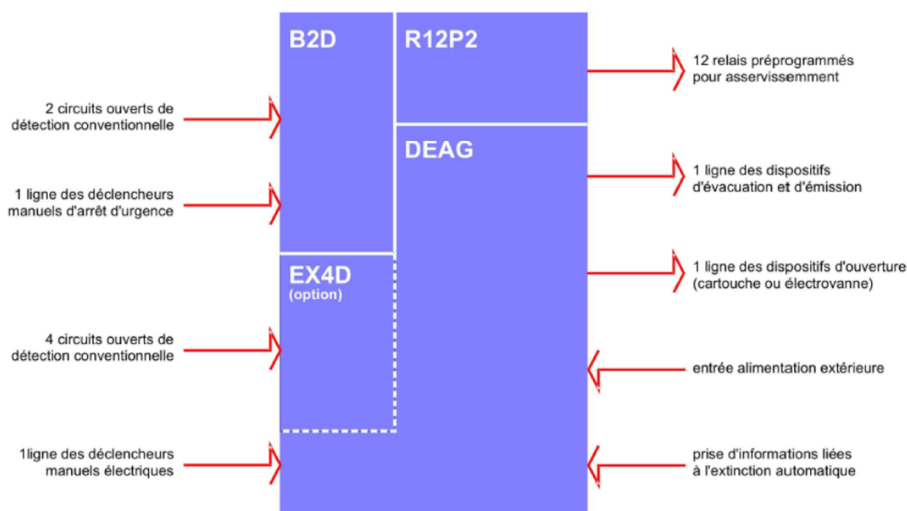 B2D
R12P2
12 relais préprogrammés
pour asservissemment
2 circuits ouverts de
détection conventionnelle
DEAG
1 ligne des dispositifs
d'évacuation et d'émission
1 ligne des déclencheurs
manuels d'arrêt d'urgence
EX4D
(option)
1 ligne des dispositifs d'ouverture
(cartouche ou électrovanne)
4 circuits ouverts de
détection conventionnelle
entrée alimentation extérieure
1ligne des déclencheurs
manuels électriques
prise d'informations liées
à l'extinction automatique